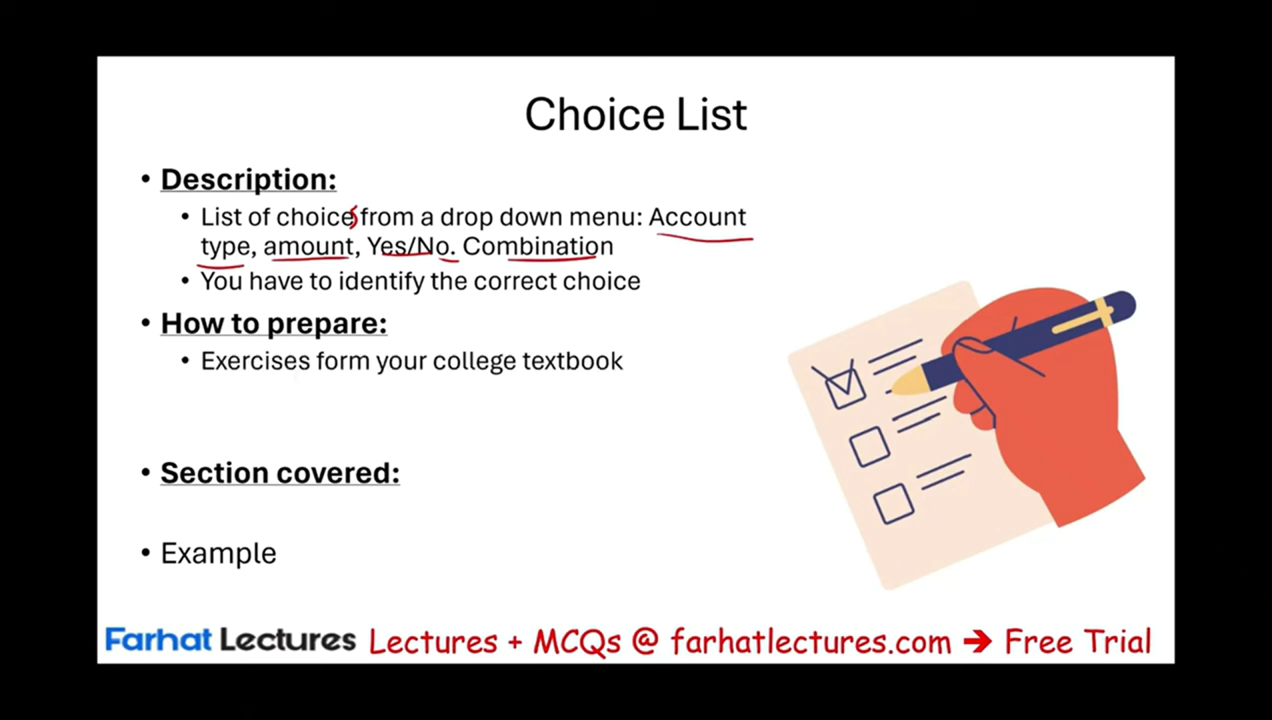 Choice List
• Description:
• List of choices from a drop down menu: Account
type, amount, Yes/No. Combination
• You have to identify the correct choice
• How to prepare:
• Exercises form your college textbook
• Section covered:
• Example
Farhat Lectures Lectures + MCQs @ farhatlectures.com → Free Trial